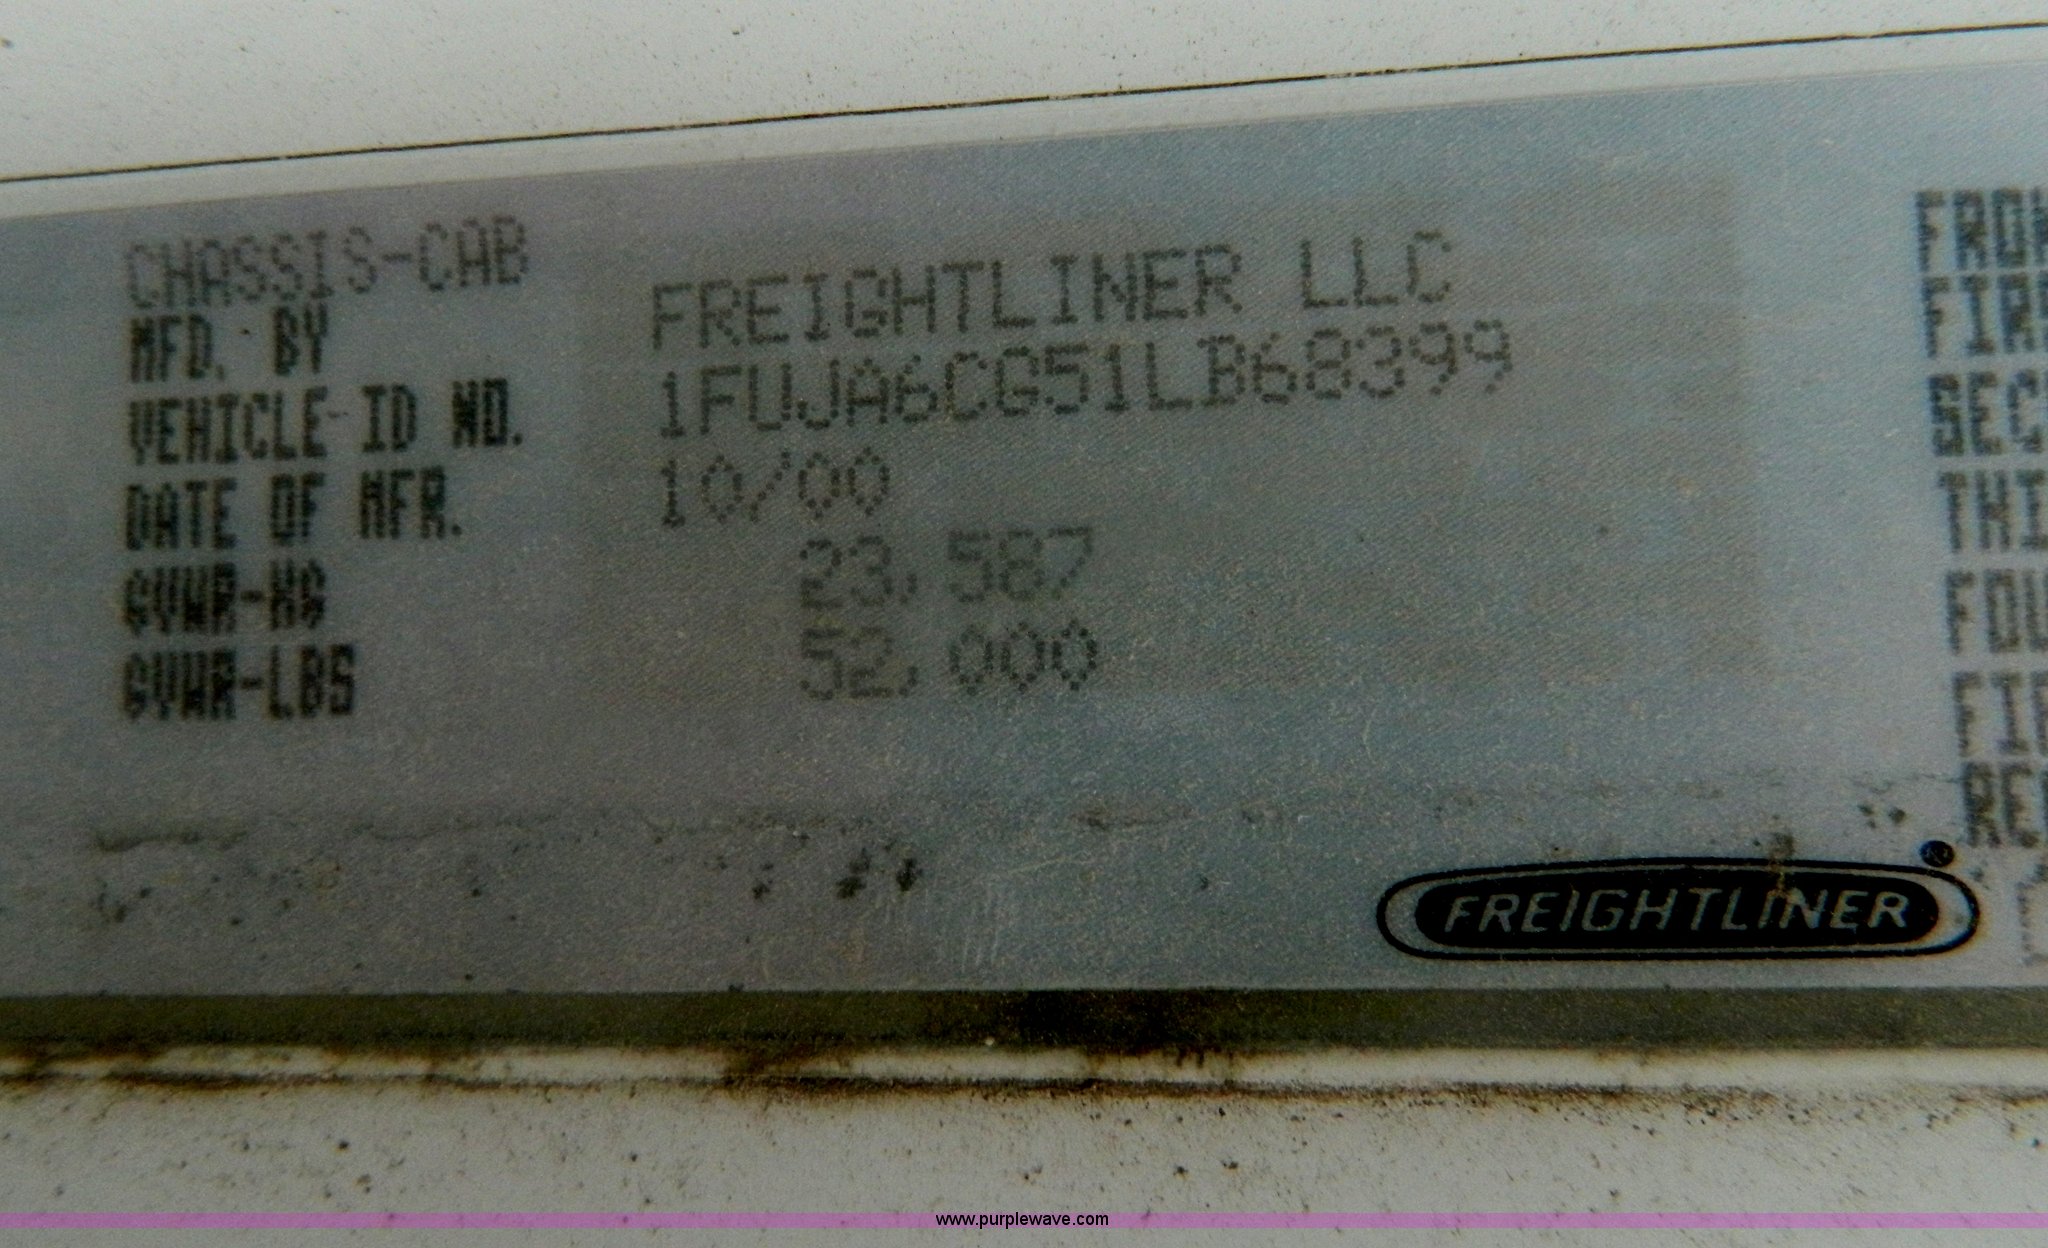 CHASSIS-CAB
MFD. BY FREIGHTLINER LLC
VEHICLE ID NO. 1FUJA6CG51LB68399
DATE OF MFR. 10/00
GVWR-KG 23,587
GVWR-LBS 52,000
FREIGHTLINER
www.purplewave.com